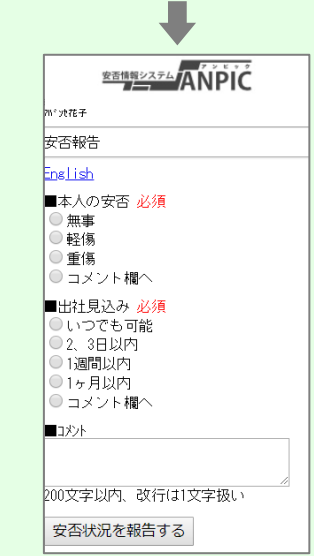 アンピック
安否情報システム ANPIC
ｱﾝﾋﾟｯｸ花子
安否報告
English
■本人の安否 必須
無事
軽傷
重傷
コメント欄へ
■出社見込み 必須
いつでも可能
2、3日以内
1週間以内
1ヶ月以内
コメント欄へ
■ｺﾒﾝﾄ
200文字以内、改行は1文字扱い
安否状況を報告する